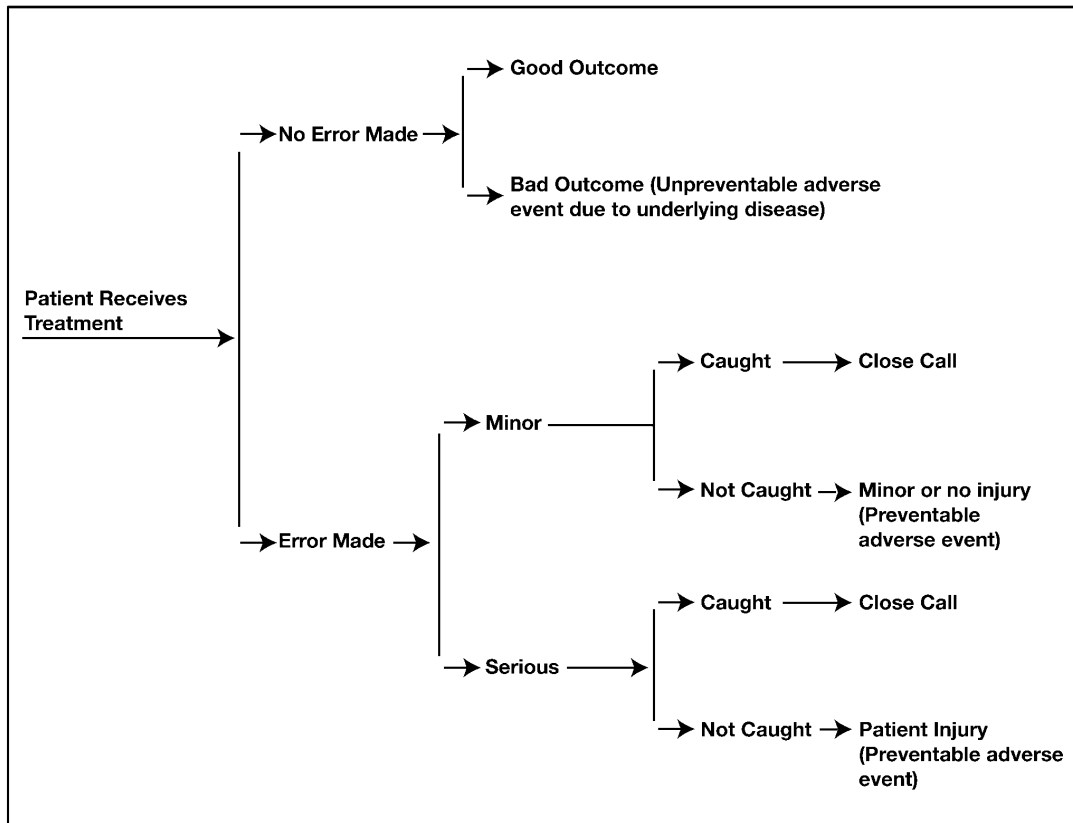 Good Outcome
No Error Made
Bad Outcome (Unpreventable adverse
event due to underlying disease)
Patient Receives
Treatment
Caught
Close Call
Minor
Not Caught
Minor or no injury
(Preventable
adverse event)
Error Made
Caught
Close Call
Serious
Not Caught
Patient Injury
(Preventable adverse
event)